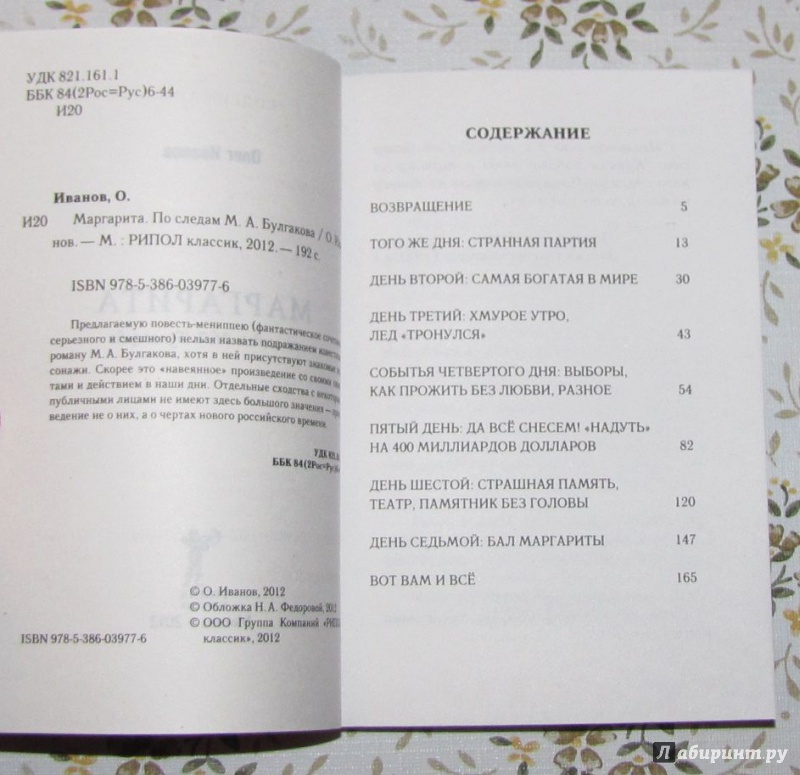 УДК 821.161.1
ББК 84(2Рос=Рус)6-44
И20
Иванов, О.
И20 Маргарита. По следам М. А. Булгакова / О.
нов. — М. : РИПОЛ классик, 2012. — 192 с.
ISBN 978-5-386-03977-6
Предлагаемую повесть-мениппею (фантастическое
серьезного и смешного) нельзя назвать подражанием
роману М. А. Булгакова, хотя в ней присутствуют знакомые
сонажи. Скорее это «навеянное» произведение со своими
тами и действием в наши дни. Отдельные сходства с
публичными лицами не имеют здесь большого значения —
ведение не о них, а о чертах нового российского времени.
УДК
ББК 84(2Рос=Рус)
© О. Иванов, 2012
© Обложка Н. А. Федоровой,
© ООО Группа Компаний
классик», 2012
ISBN 978-5-386-03977-6
СОДЕРЖАНИЕ
ВОЗВРАЩЕНИЕ 5
ТОГО ЖЕ ДНЯ: СТРАННАЯ ПАРТИЯ 13
ДЕНЬ ВТОРОЙ: САМАЯ БОГАТАЯ В МИРЕ 30
ДЕНЬ ТРЕТИЙ: ХМУРОЕ УТРО,
ЛЕД «ТРОНУЛСЯ» 43
СОБЫТЬЯ ЧЕТВЕРТОГО ДНЯ: ВЫБОРЫ,
КАК ПРОЖИТЬ БЕЗ ЛЮБВИ, РАЗНОЕ 54
ПЯТЫЙ ДЕНЬ: ДА ВСЁ СНЕСЕМ! «НАДУТЬ»
НА 400 МИЛЛИАРДОВ ДОЛЛАРОВ 82
ДЕНЬ ШЕСТОЙ: СТРАШНАЯ ПАМЯТЬ,
ТЕАТР, ПАМЯТНИК БЕЗ ГОЛОВЫ 120
ДЕНЬ СЕДЬМОЙ: БАЛ МАРГАРИТЫ 147
ВОТ ВАМ И ВСЁ 165
Лабиринт.ру